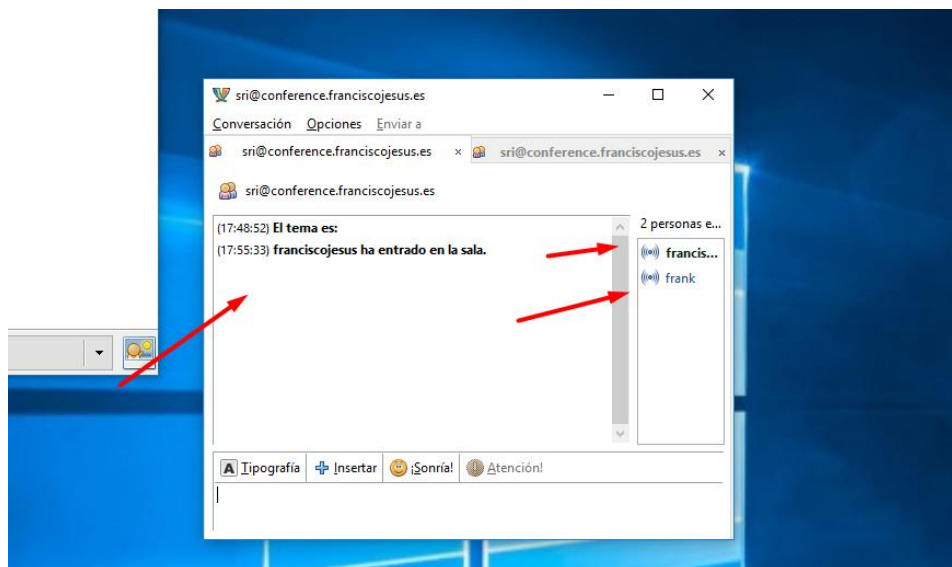 sri@conference.franciscojesus.es
Conversación Opciones Enviar a
sri@conference.franciscojesus.es × sri@conference.franciscojesus.es ×
sri@conference.franciscojesus.es
(17:48:52) El tema es:
(17:55:33) franciscojesus ha entrado en la sala.
2 personas e...
francis...
frank
A Tipografía Insertar ¡Sonría! Atención!